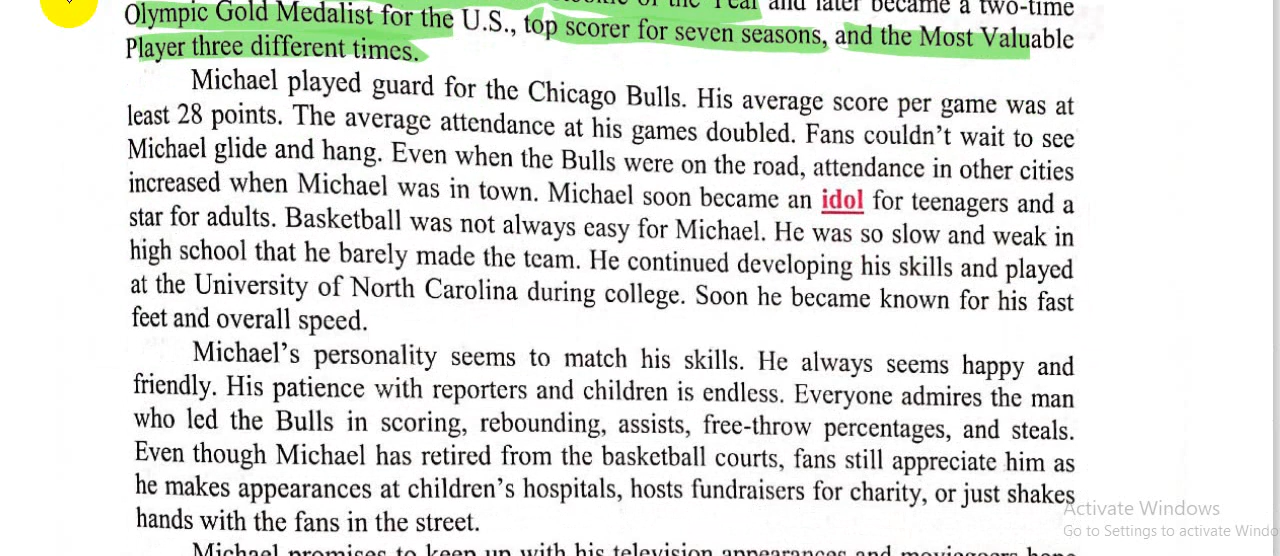 Olympic Gold Medalist for the U.S., top scorer for seven seasons, and the Most Valuable
Player three different times.
Michael played guard for the Chicago Bulls. His average score per game was at
least 28 points. The average attendance at his games doubled. Fans couldn't wait to see
Michael glide and hang. Even when the Bulls were on the road, attendance in other cities
increased when Michael was in town. Michael soon became an idol for teenagers and a
star for adults. Basketball was not always easy for Michael. He was so slow and weak in
high school that he barely made the team. He continued developing his skills and played
at the University of North Carolina during college. Soon he became known for his fast
feet and overall speed.
Michael's personality seems to match his skills. He always seems happy and
friendly. His patience with reporters and children is endless. Everyone admires the man
who led the Bulls in scoring, rebounding, assists, free-throw percentages, and steals.
Even though Michael has retired from the basketball courts, fans still appreciate him as
he makes appearances at children's hospitals, hosts fundraisers for charity, or just shakes
hands with the fans in the street.
Activate Windows
Go to Settings to activate Windo